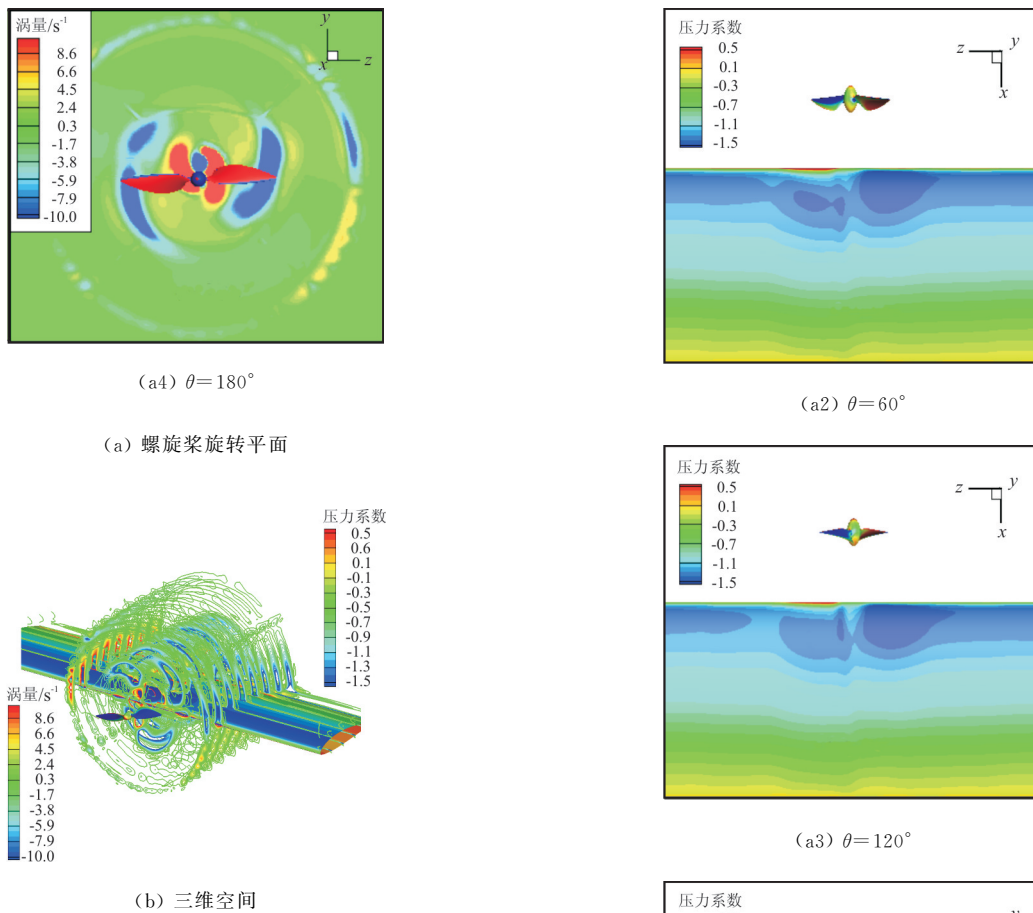 涡量/s⁻¹
8.6
6.6
4.5
2.4
0.3
-1.7
-3.8
-5.9
-7.9
-10.0
y
x
z
(a4) θ=180°
(a) 螺旋桨旋转平面
压力系数
0.5
0.6
0.1
-0.1
-0.3
-0.5
-0.7
-0.9
-1.1
-1.3
-1.5
涡量/s⁻¹
8.6
6.6
4.5
2.4
0.3
-1.7
-3.8
-5.9
-7.9
-10.0
(b) 三维空间
压力系数
0.5
0.1
-0.3
-0.7
-1.1
-1.5
z
y
x
(a2) θ=60°
压力系数
0.5
0.1
-0.3
-0.7
-1.1
-1.5
z
y
x
(a3) θ=120°
压力系数